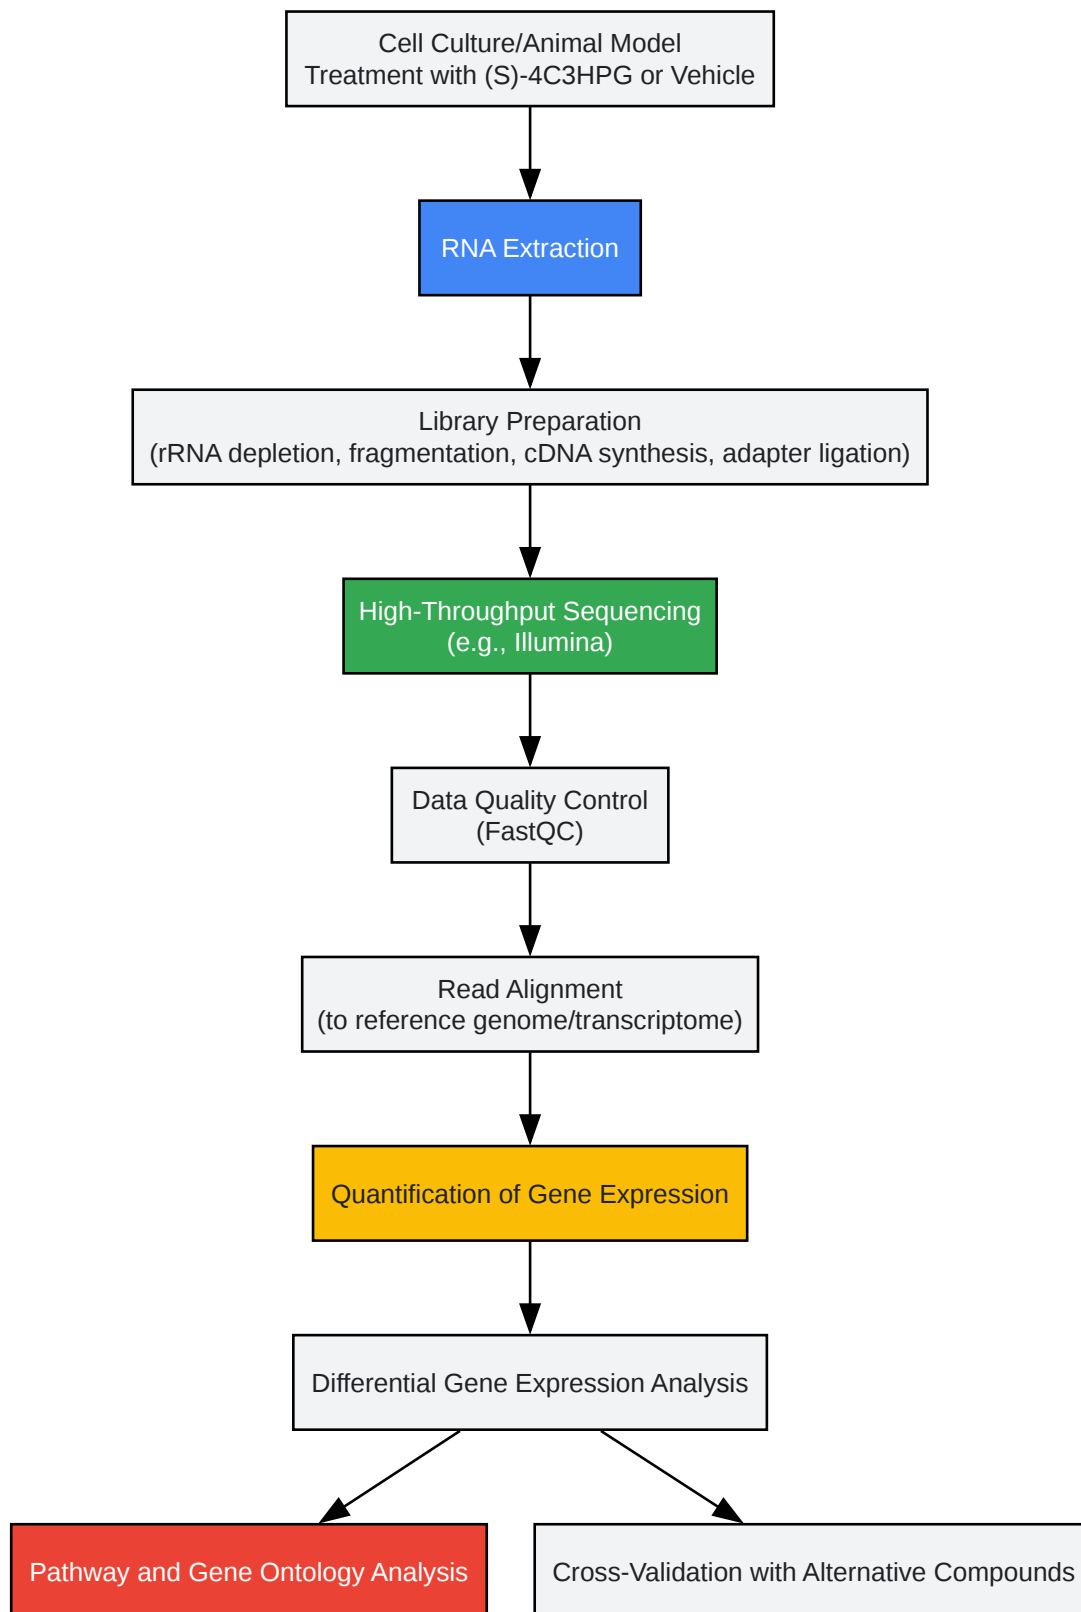 Cell Culture/Animal Model
Treatment with (S)-4C3HPG or Vehicle
RNA Extraction
Library Preparation
(rRNA depletion, fragmentation, cDNA synthesis, adapter ligation)
High-Throughput Sequencing
(e.g., Illumina)
Data Quality Control
(FastQC)
Read Alignment
(to reference genome/transcriptome)
Quantification of Gene Expression
Differential Gene Expression Analysis
Pathway and Gene Ontology Analysis
Cross-Validation with Alternative Compounds